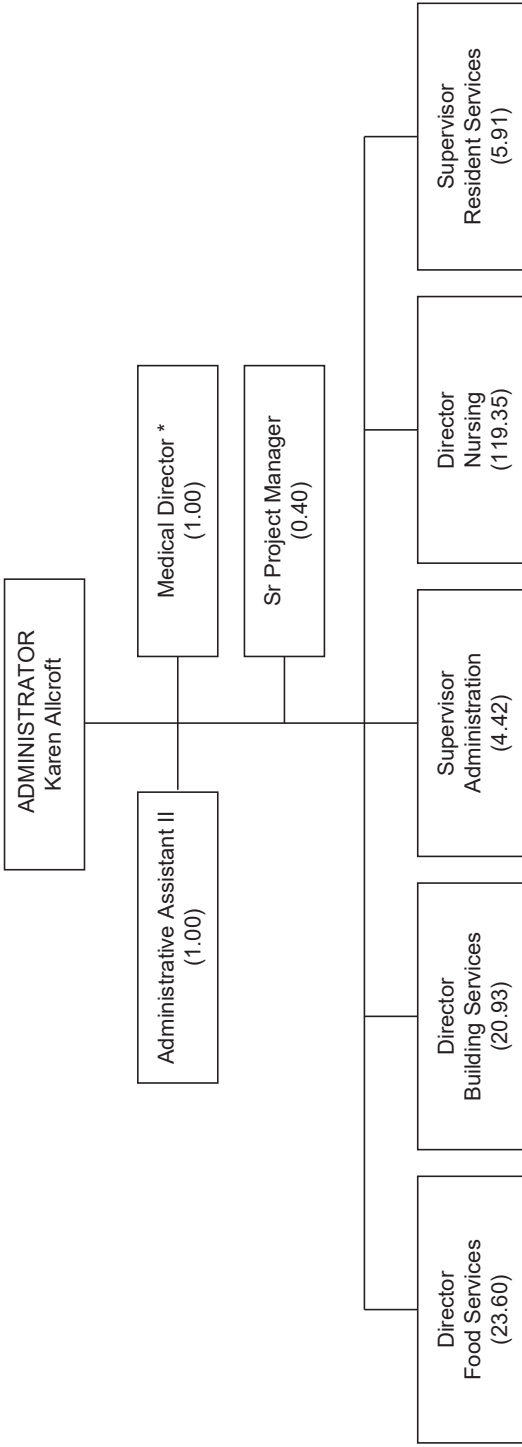 ADMINISTRATOR
Karen Allcroft
Administrative Assistant II
(1.00)
Medical Director *
(1.00)
Sr Project Manager
(0.40)
Director
Food Services
(23.60)
Director
Building Services
(20.93)
Supervisor
Administration
(4.42)
Director
Nursing
(119.35)
Supervisor
Resident Services
(5.91)